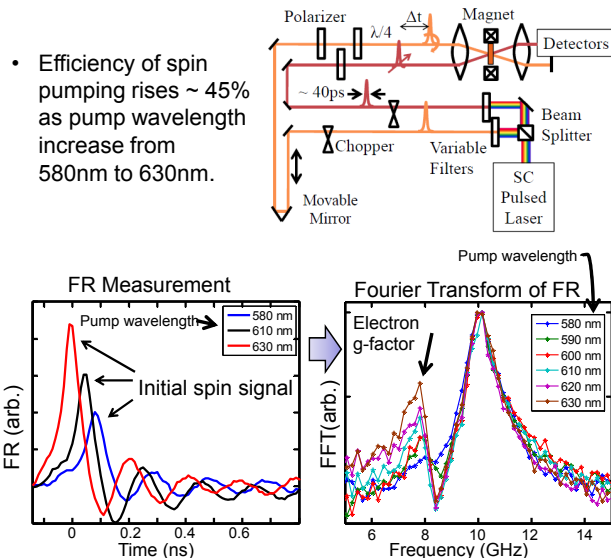 • Efficiency of spin
pumping rises ~ 45%
as pump wavelength
increase from
580nm to 630nm.
Polarizer
λ/4
Δt
Magnet
Detectors
~ 40ps
Beam
Splitter
Chopper
Variable
Filters
SC
Pulsed
Laser
Movable
Mirror
FR Measurement
Pump wavelength
580 nm
610 nm
630 nm
Initial spin signal
FR (arb.)
0
0.2
0.4
0.6
Time (ns)
Pump wavelength
Fourier Transform of FR
Electron
g-factor
580 nm
590 nm
600 nm
610 nm
620 nm
630 nm
FFT(arb.)
6
8
10
12
14
Frequency (GHz)